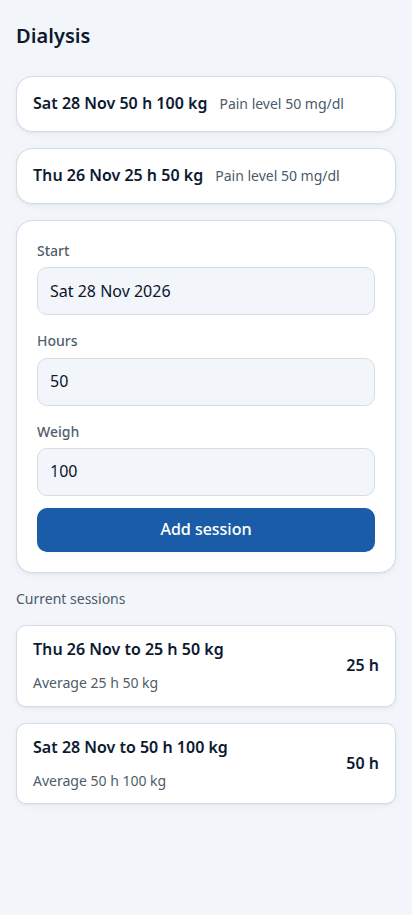 Dialysis
Sat 28 Nov 50 h 100 kg Pain level 50 mg/dl
Thu 26 Nov 25 h 50 kg Pain level 50 mg/dl
Start
Sat 28 Nov 2026
Hours
50
Weigh
100
Add session
Current sessions
Thu 26 Nov to 25 h 50 kg
25 h
Average 25 h 50 kg
Sat 28 Nov to 50 h 100 kg
50 h
Average 50 h 100 kg